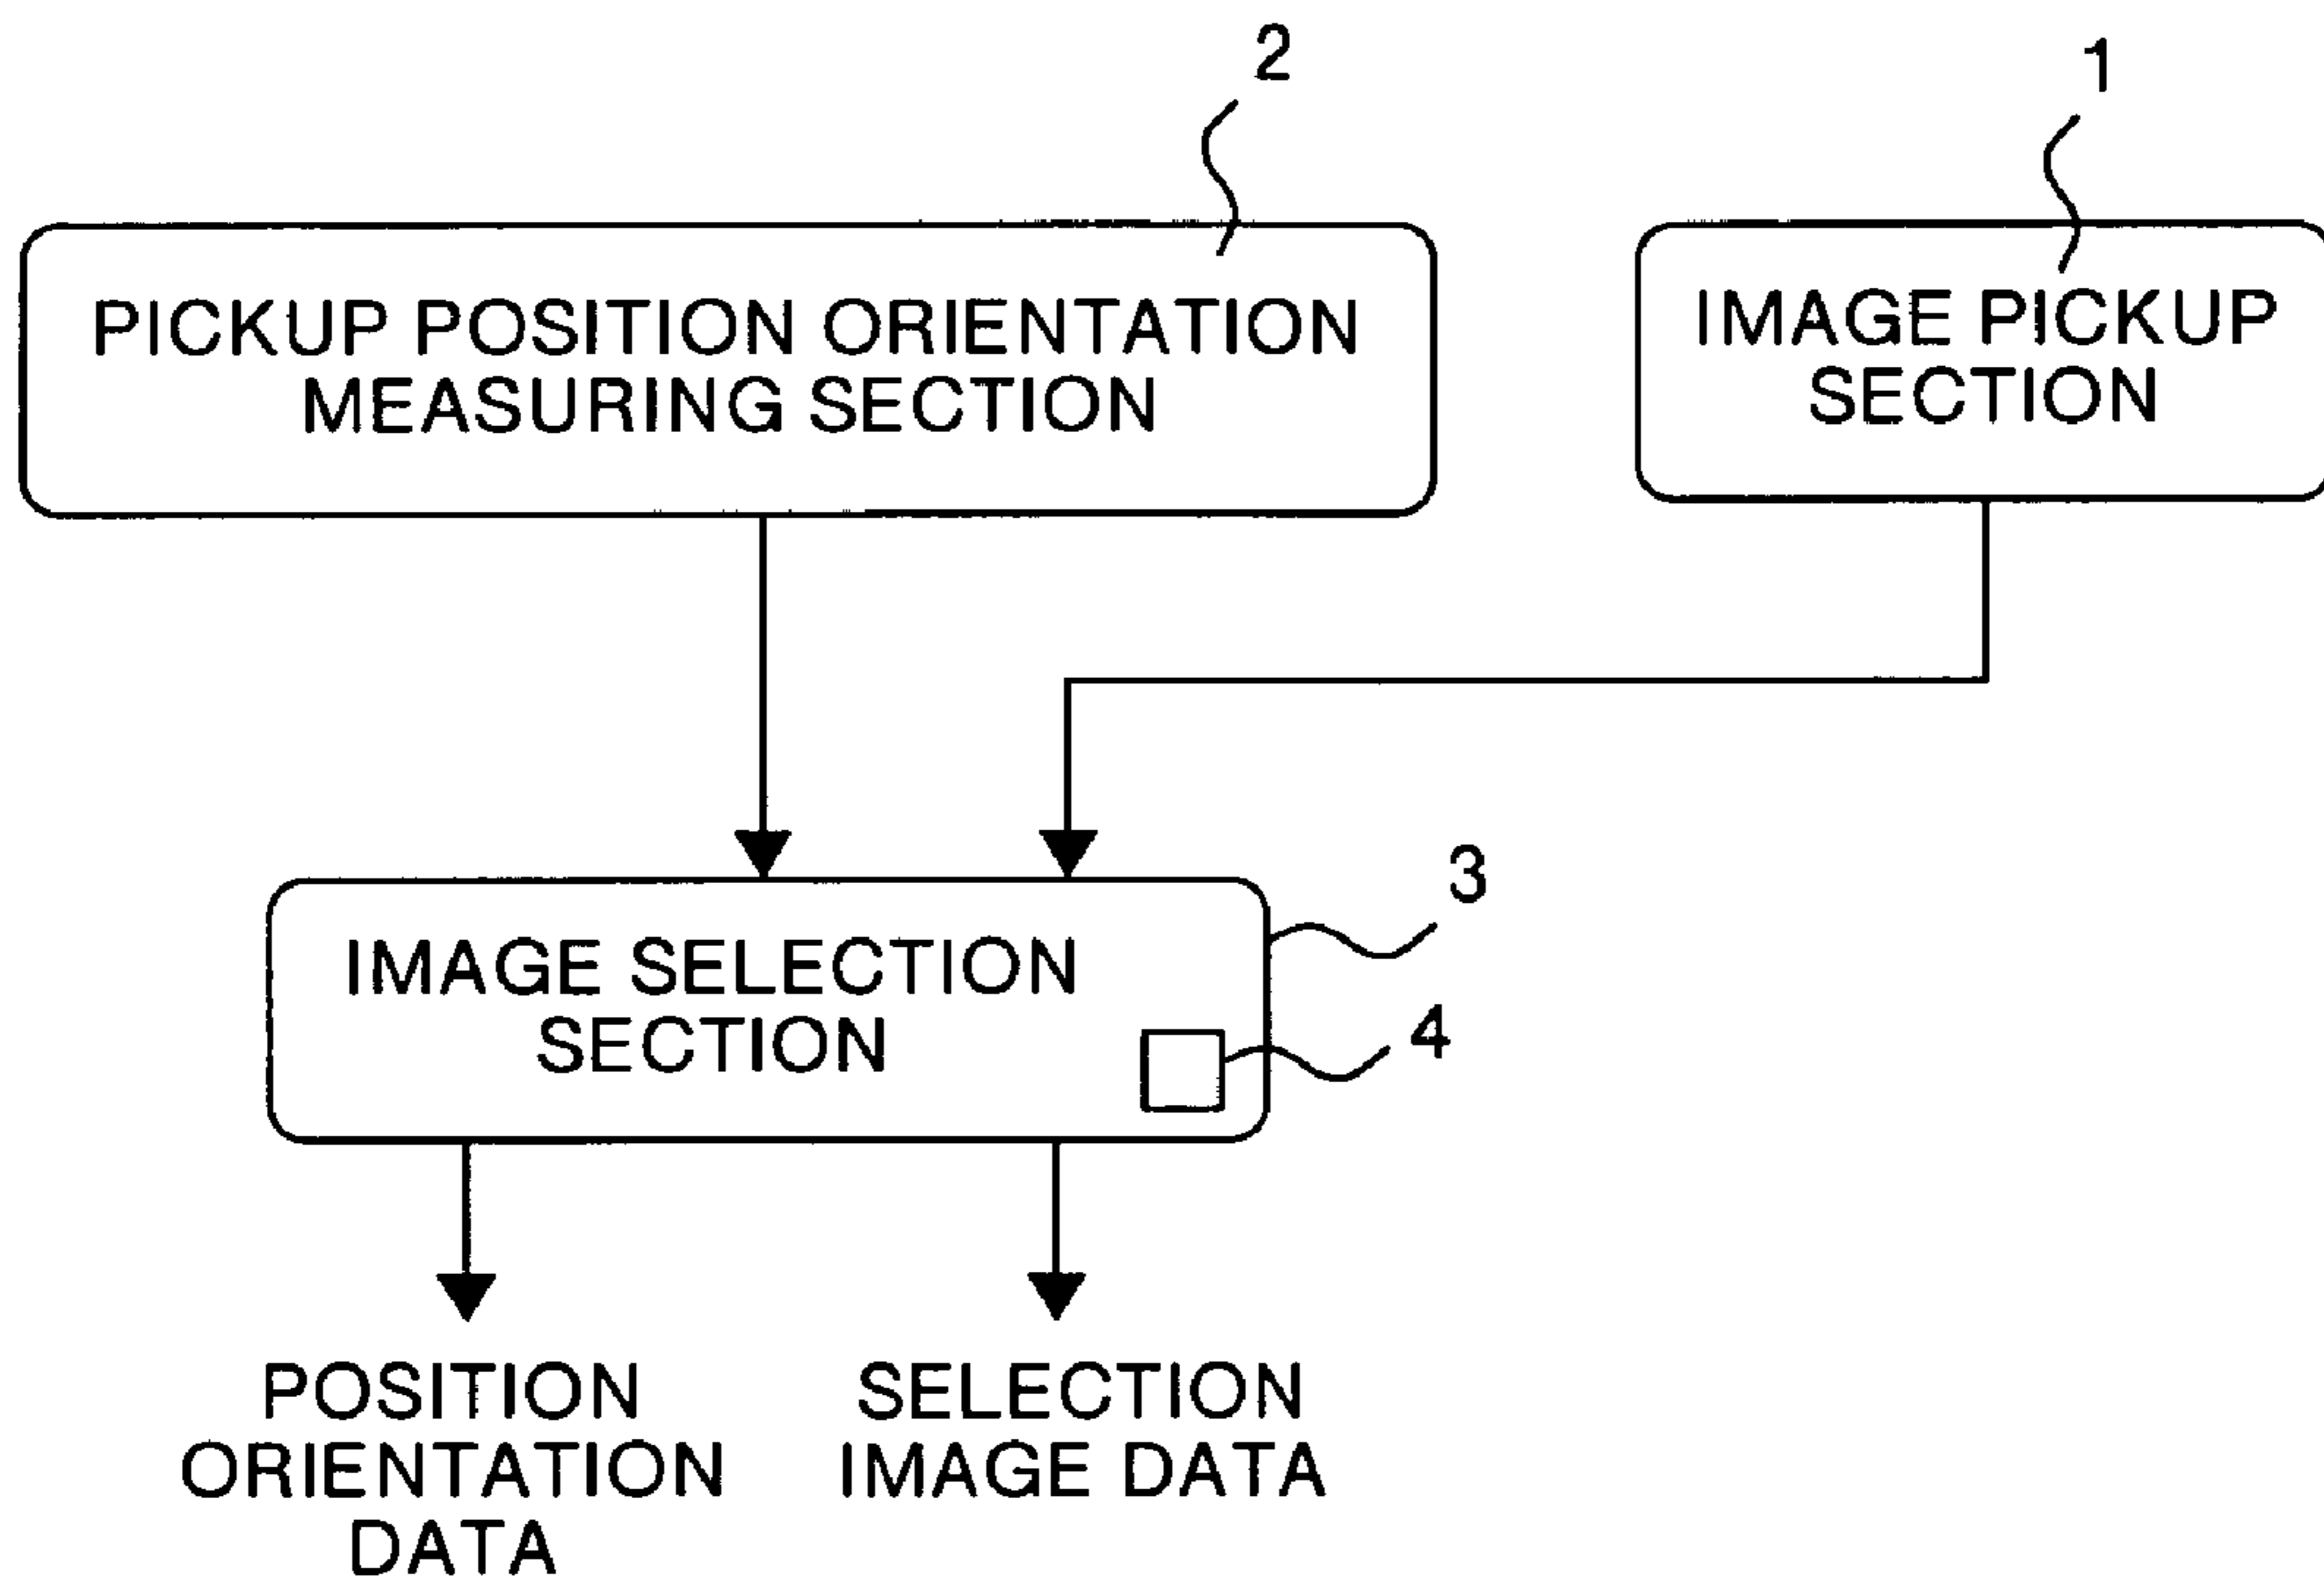 2
1
PICKUP POSITION ORIENTATION
MEASURING SECTION
IMAGE PICKUP
SECTION
3
IMAGE SELECTION
SECTION
4
POSITION
ORIENTATION
DATA
SELECTION
IMAGE DATA